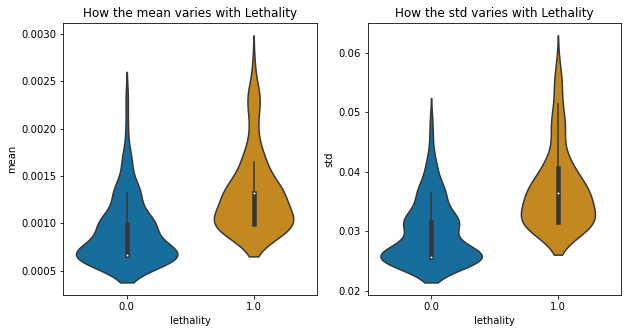 How the mean varies with Lethality
0.0030
0.0025
0.0020
0.0015
0.0010
0.0005
mean
0.0
1.0
lethality
How the std varies with Lethality
0.06
0.05
0.04
0.03
0.02
std
0.0
1.0
lethality